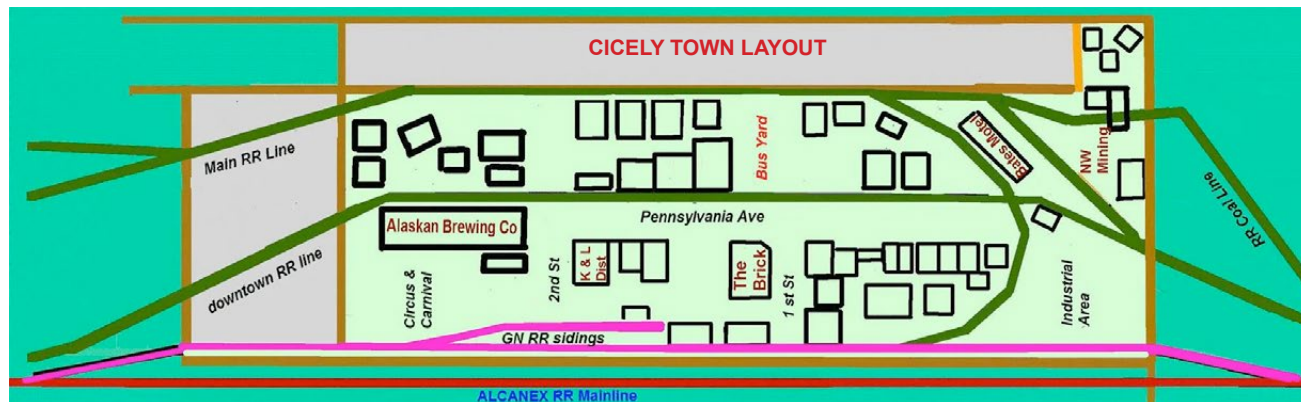 CICELY TOWN LAYOUT
Main RR Line
Bus Yard
Bates Motel
NW
Mining
RR Coal Line
Pennsylvania Ave
Alaskan Brewing Co
downtown RR line
Circus &
Carnival
2nd St
K & L
Dist
The
Brick
1 st St
Industrial
Area
GN RR sidings
ALCANEX RR Mainline